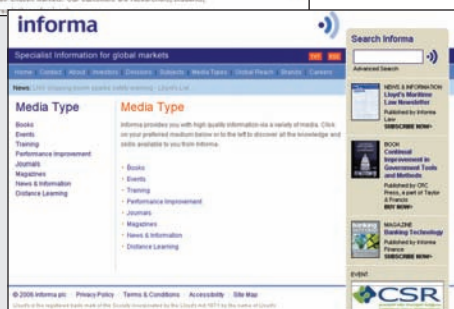 informa
Specialist Information for global markets
Home Contact About Investors Divisions Subjects Media Types Global Reach Brands Careers
News:
Media Type
Books
Events
Training
Performance Improvement
Journals
Magazines
News & Information
Distance Learning
Media Type
Informa provides you with high quality information via a variety of media. Click
on your preferred medium below or to the left to discover all the knowledge and
skills available to you from Informa.
Books
Events
Training
Performance Improvement
Journals
Magazines
News & Information
Distance Learning
Search Informa
Advanced Search
NEWS & INFORMATION
Lloyd's Maritime
Law Newsletter
Published by Informa
Law
SUBSCRIBE NOW
BOOK
Continual
Improvement in
Government Tools
and Methods
Published by CRC
Press, a part of Taylor
& Francis
BUY NOW
MAGAZINE
Banking Technology
Published by Informa
Finance
SUBSCRIBE NOW
EVENT
CSR
© 2006 Informa plc Privacy Policy Terms & Conditions Accessibility Site Map